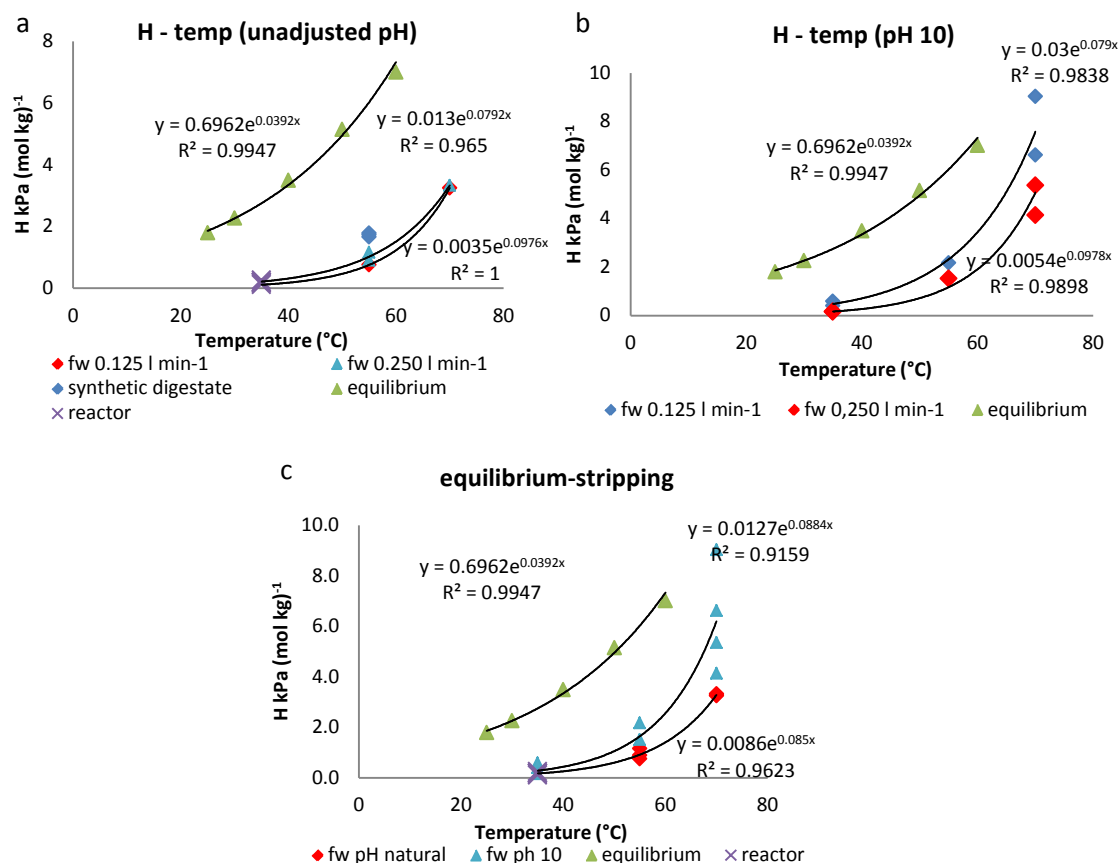 a
H - temp (unadjusted pH)
8
6
4
2
0
H kPa (mol kg)-1
y = 0.6962e0.0392x
R² = 0.9947
y = 0.013e0.0792x
R² = 0.965
y = 0.0035e0.0976x
R² = 1
0 20 40 60 80
Temperature (°C)
fw 0.125 l min-1
fw 0.250 l min-1
synthetic digestate
equilibrium
reactor
b
H - temp (pH 10)
10
8
6
4
2
0
H kPa (mol kg)-1
y = 0.03e0.079x
R² = 0.9838
y = 0.6962e0.0392x
R² = 0.9947
y = 0.0054e0.0978x
R² = 0.9898
0 20 40 60 80
Temperature (°C)
fw 0.125 l min-1 fw 0,250 l min-1 equilibrium
c
equilibrium-stripping
10.0
8.0
6.0
4.0
2.0
0.0
H kPa (mol kg)-1
y = 0.0127e0.0884x
R² = 0.9159
y = 0.6962e0.0392x
R² = 0.9947
y = 0.0086e0.085x
R² = 0.9623
0 20 40 60 80
Temperature (°C)
fw pH natural fw ph 10 equilibrium reactor